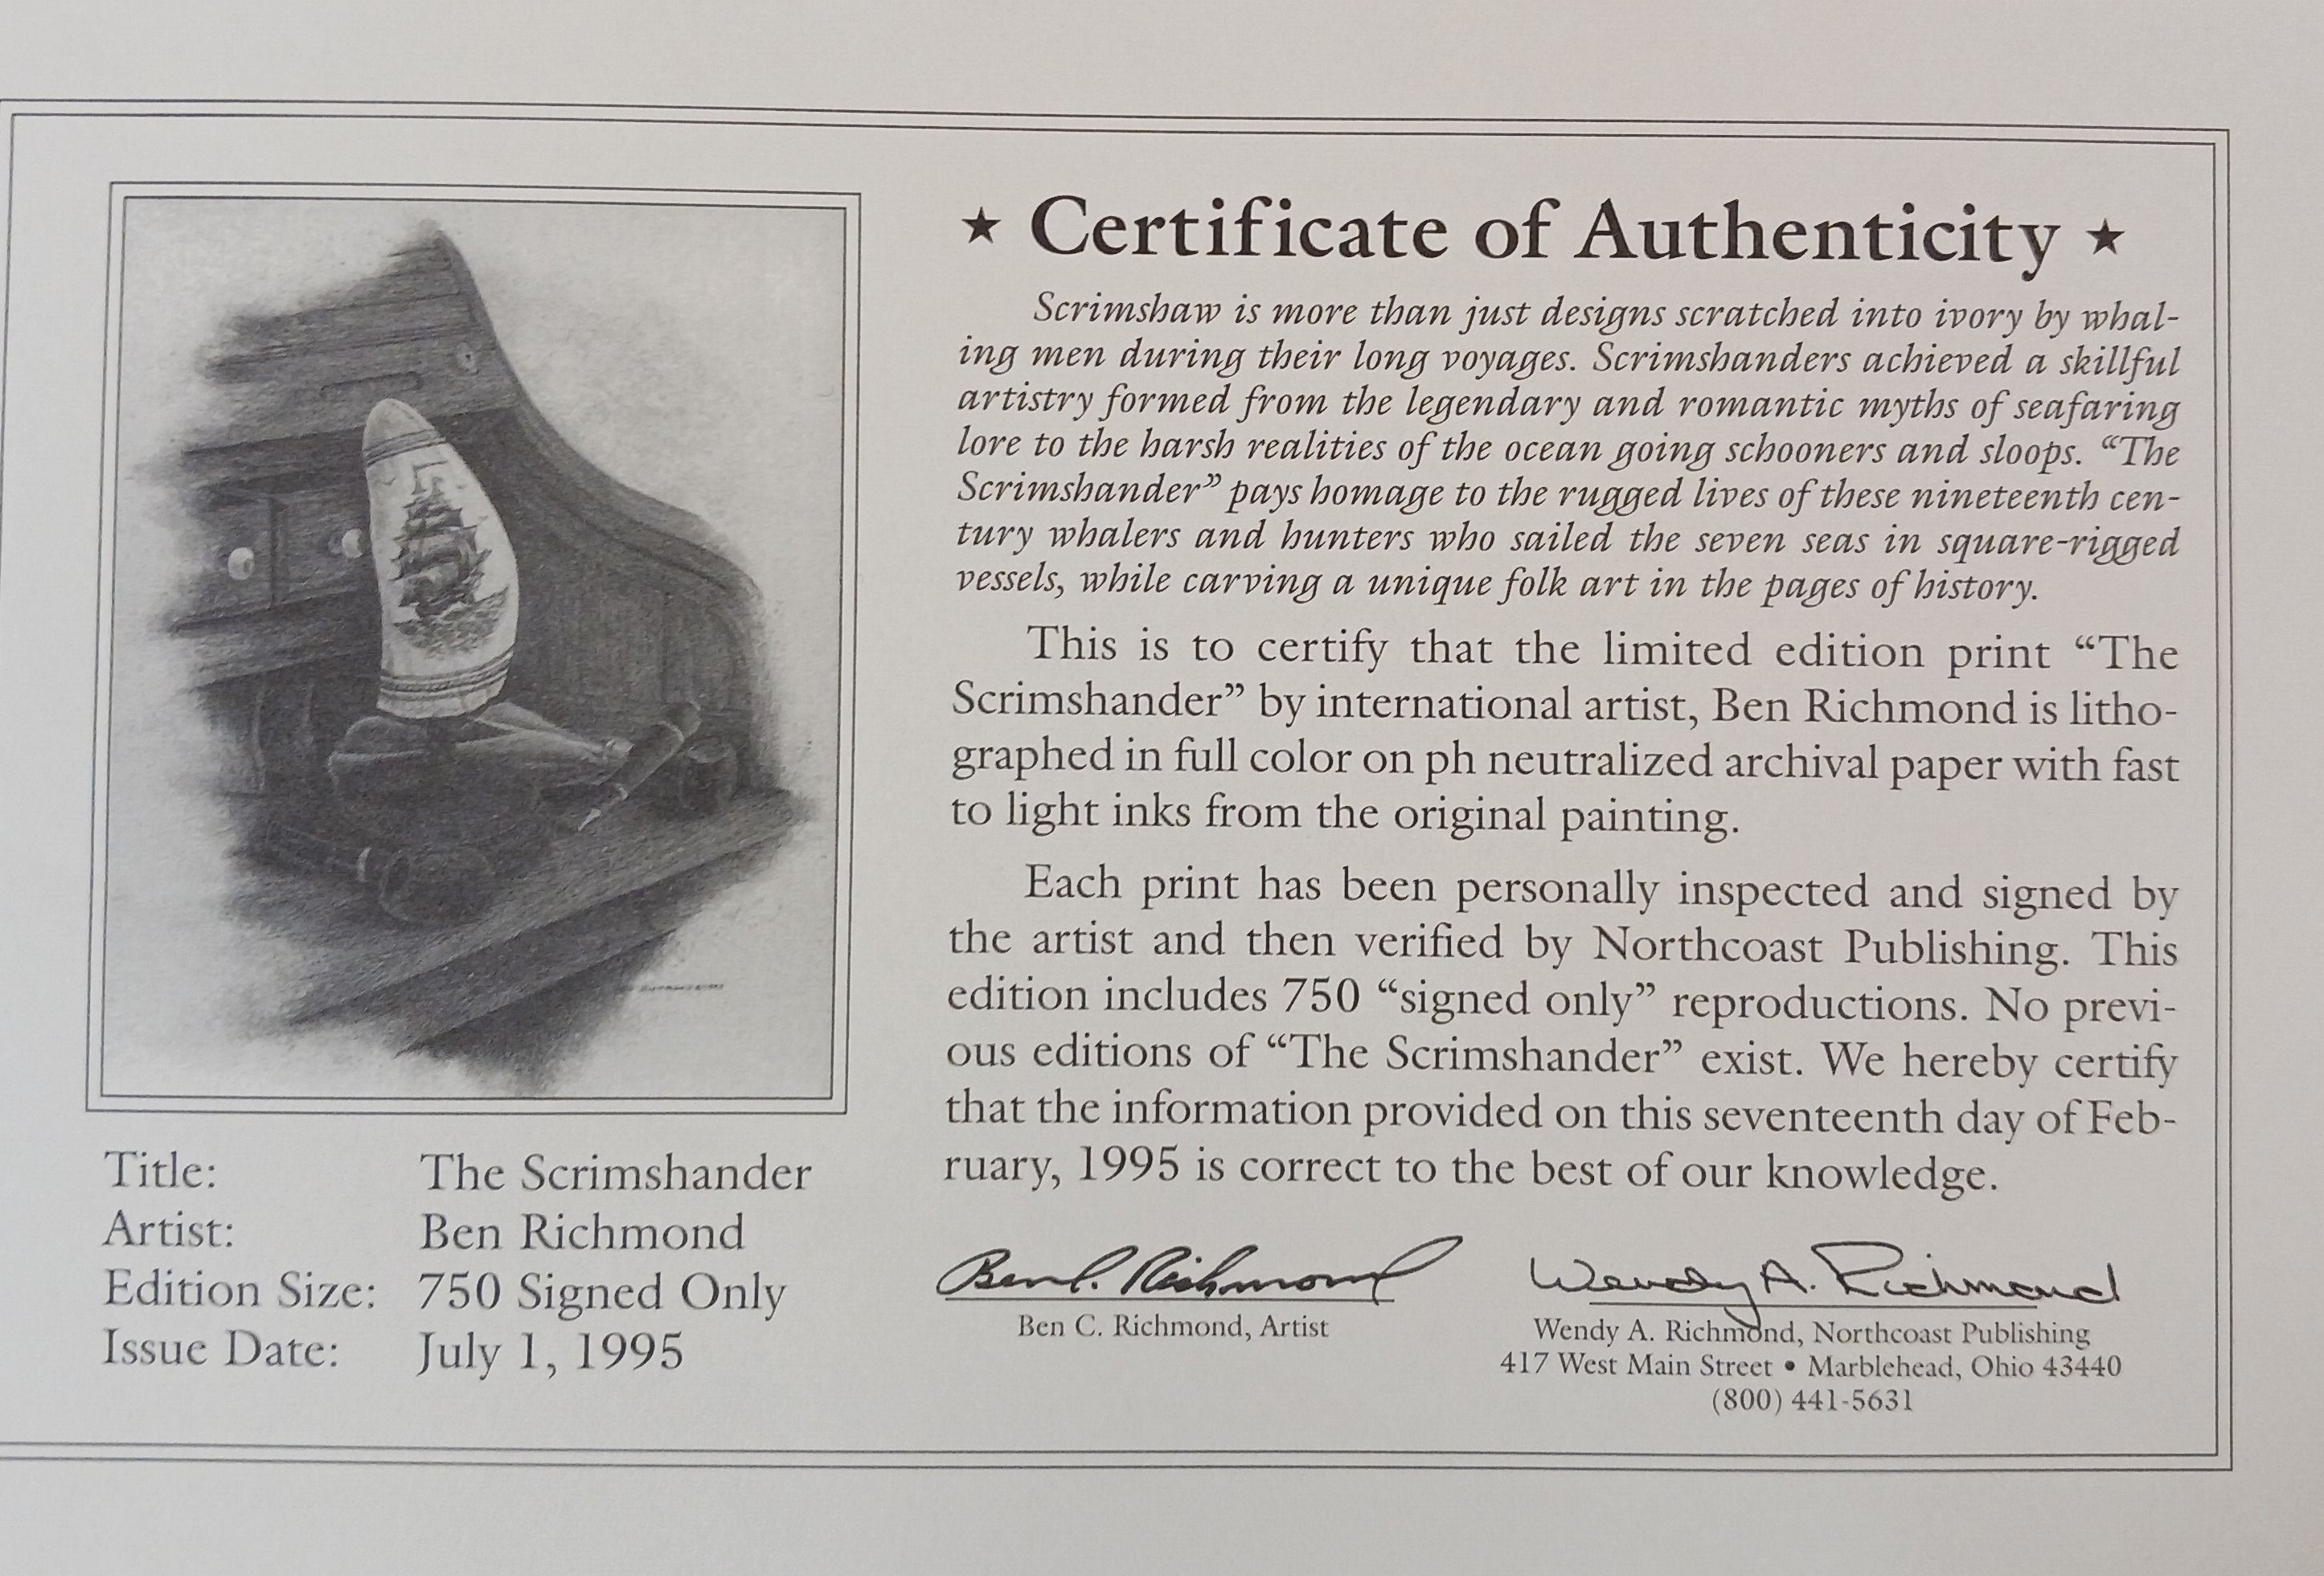 ★ Certificate of Authenticity ★
Scrimshaw is more than just designs scratched into ivory by whal-
ing men during their long voyages. Scrimshanders achieved a skillful
artistry formed from the legendary and romantic myths of seafaring
lore to the harsh realities of the ocean going schooners and sloops. “The
Scrimshander” pays homage to the rugged lives of these nineteenth cen-
tury whalers and hunters who sailed the seven seas in square-rigged
vessels, while carving a unique folk art in the pages of history.
This is to certify that the limited edition print “The
Scrimshander” by international artist, Ben Richmond is litho-
graphed in full color on ph neutralized archival paper with fast
to light inks from the original painting.
Each print has been personally inspected and signed by
the artist and then verified by Northcoast Publishing. This
edition includes 750 “signed only” reproductions. No previ-
ous editions of “The Scrimshander” exist. We hereby certify
that the information provided on this seventeenth day of Feb-
ruary, 1995 is correct to the best of our knowledge.
Title: The Scrimshander
Artist: Ben Richmond
Edition Size: 750 Signed Only
Issue Date: July 1, 1995
Ben C. Richmond
Ben C. Richmond, Artist
Wendy A. Richmond
Wendy A. Richmond, Northcoast Publishing
417 West Main Street • Marblehead, Ohio 43440
(800) 441-5631